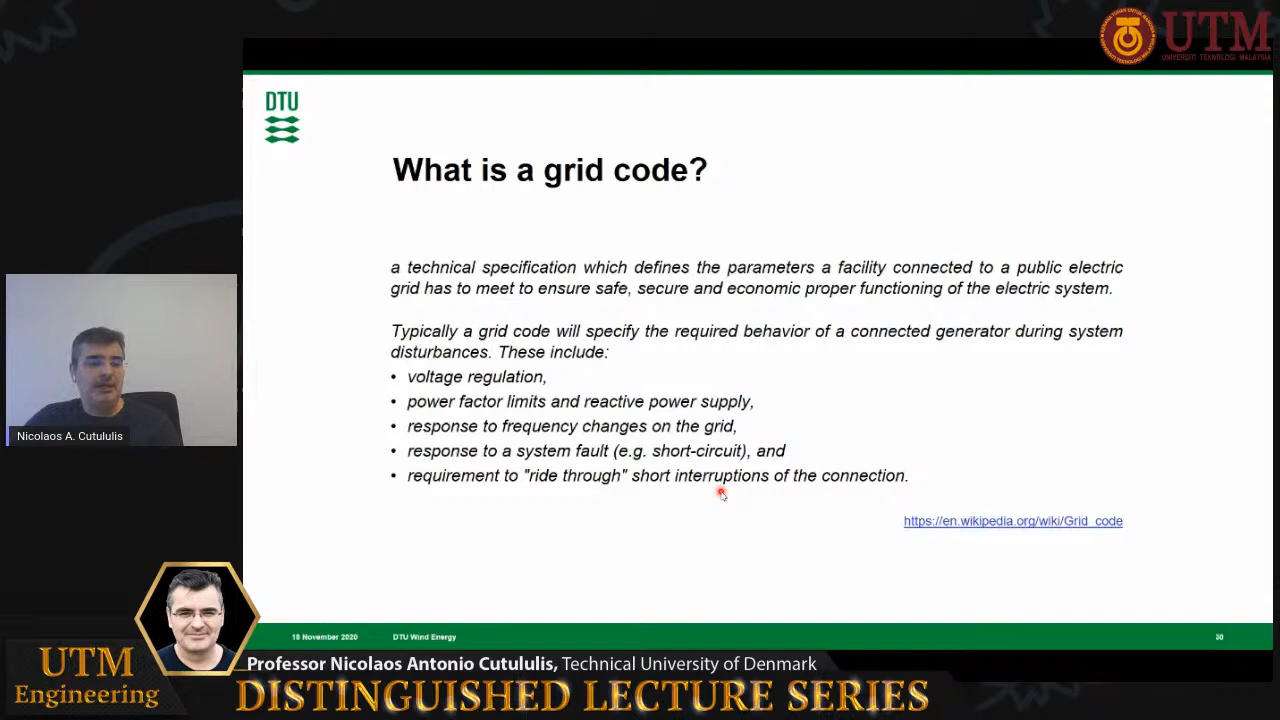 UTM
UNIVERSITI TEKNOLOGI MALAYSIA
DTU
What is a grid code?
a technical specification which defines the parameters a facility connected to a public electric
grid has to meet to ensure safe, secure and economic proper functioning of the electric system.
Typically a grid code will specify the required behavior of a connected generator during system
disturbances. These include:
• voltage regulation,
• power factor limits and reactive power supply,
• response to frequency changes on the grid,
• response to a system fault (e.g. short-circuit), and
• requirement to "ride through" short interruptions of the connection.
https://en.wikipedia.org/wiki/Grid_code
Nicolaos A. Cutululis
18 November 2020 DTU Wind Energy 30
UTM
Engineering
Professor Nicolaos Antonio Cutululis, Technical University of Denmark
DISTINGUISHED LECTURE SERIES